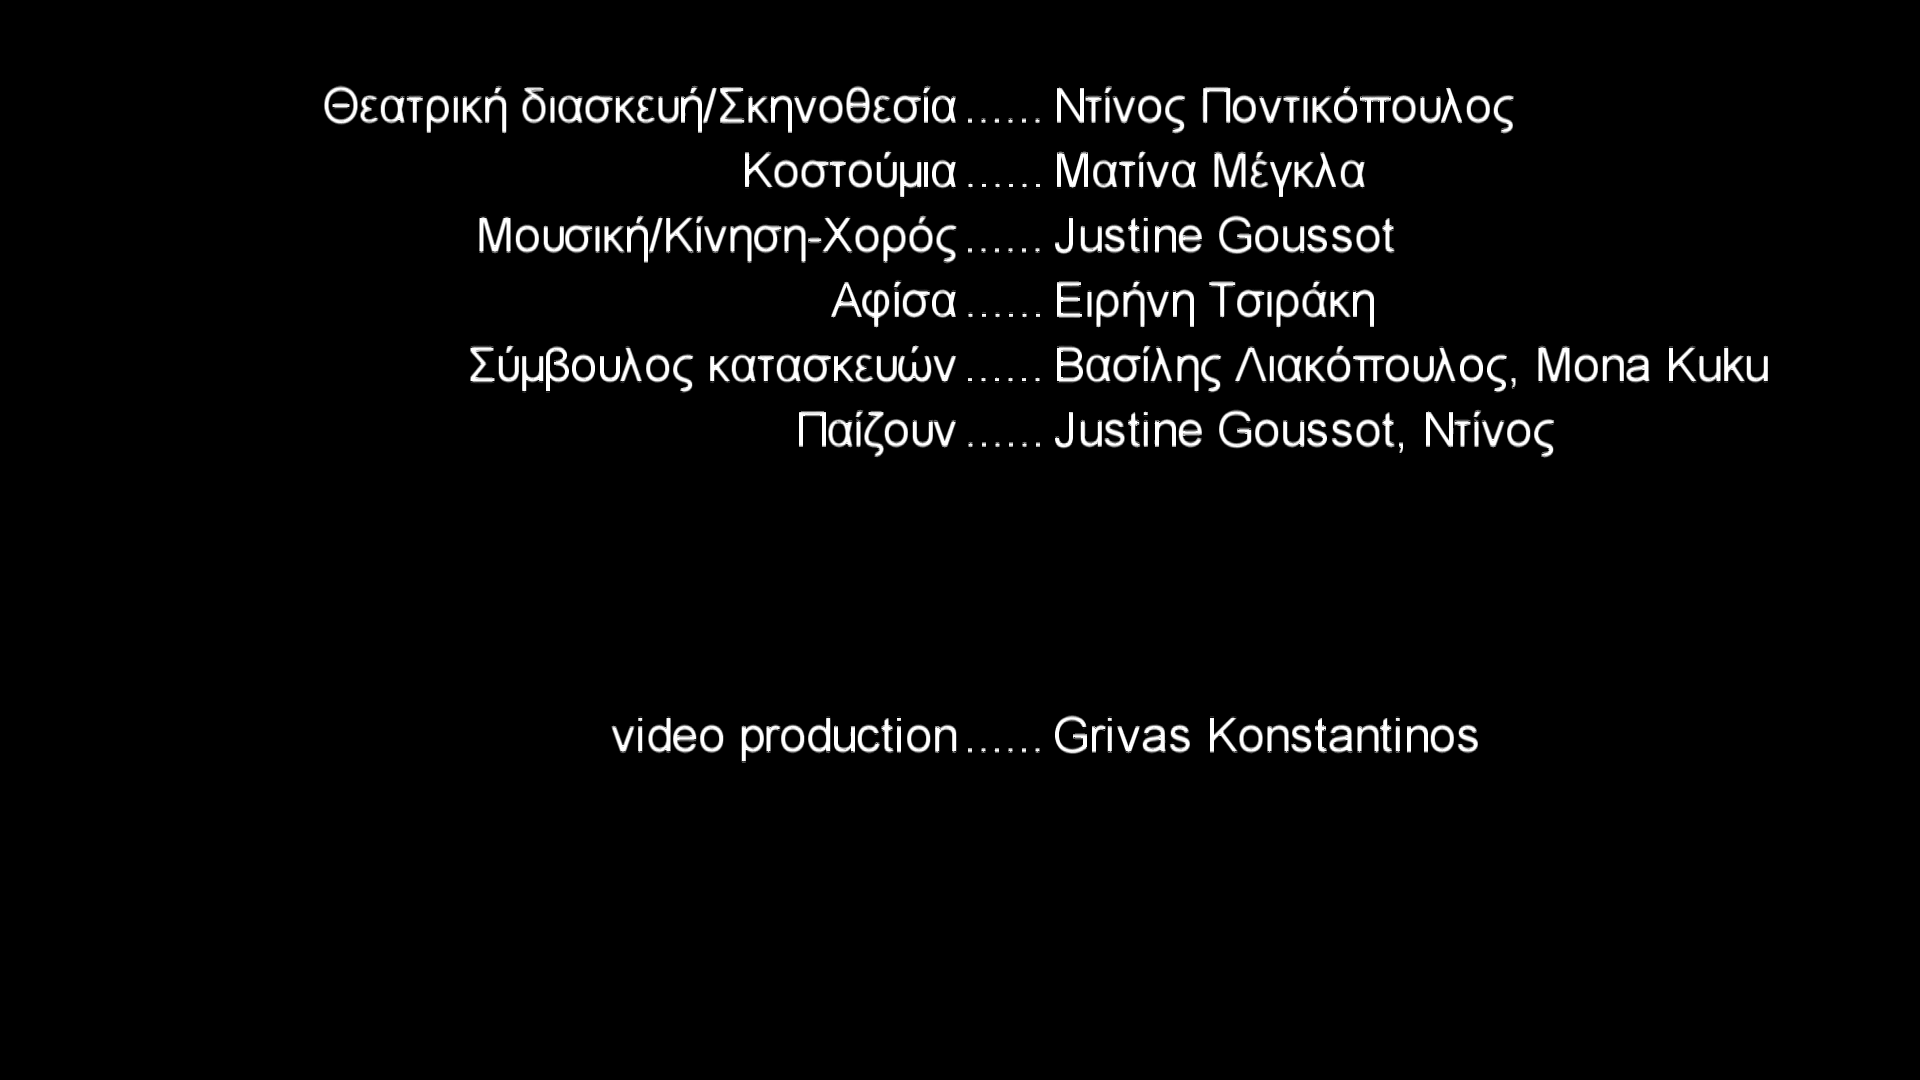 Θεατρική διασκευή/Σκηνοθεσία ...... Ντίνος Ποντικόπουλος
Κοστούμια ...... Ματίνα Μέγκλα
Μουσική/Κίνηση-Χορός ...... Justine Goussot
Αφίσα ...... Ειρήνη Τσιράκη
Σύμβουλος κατασκευών ...... Βασίλης Λιακόπουλος, Mona Kuku
Παίζουν ...... Justine Goussot, Ντίνος
video production ...... Grivas Konstantinos